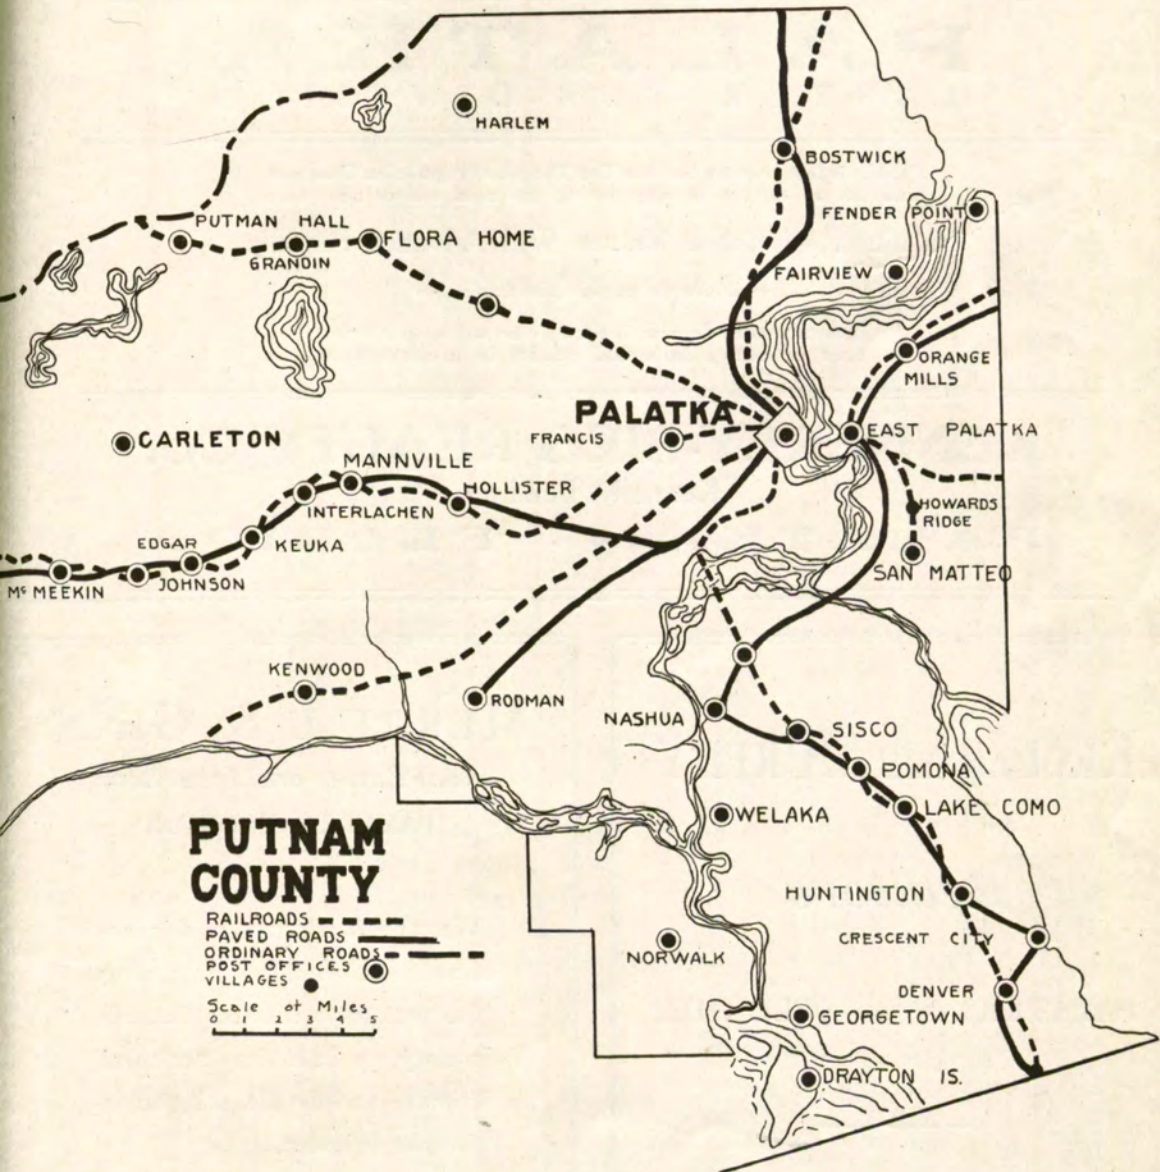 HARLEM
BOSTWICK
FENDER POINT
PUTMAN HALL
FLORA HOME
GRANDIN
FAIRVIEW
ORANGE
MILLS
PALATKA
FRANCIS
EAST PALATKA
CARLETON
MANNVILLE
HOLLISTER
INTERLACHEN
HOWARDS
RIDGE
EDGAR
KEUKA
SAN MATTEO
Mc MEEKIN
JOHNSON
KENWOOD
RODMAN
NASHUA
SISCO
POMONA
LAKE COMO
WELAKA
PUTNAM
COUNTY
HUNTINGTON
RAILROADS
PAVED ROADS
ORDINARY ROADS
POST OFFICES
VILLAGES
Scale of Miles
0 1 2 3 4 5
CRESCENT CITY
NORWALK
DENVER
GEORGETOWN
DRAYTON IS.